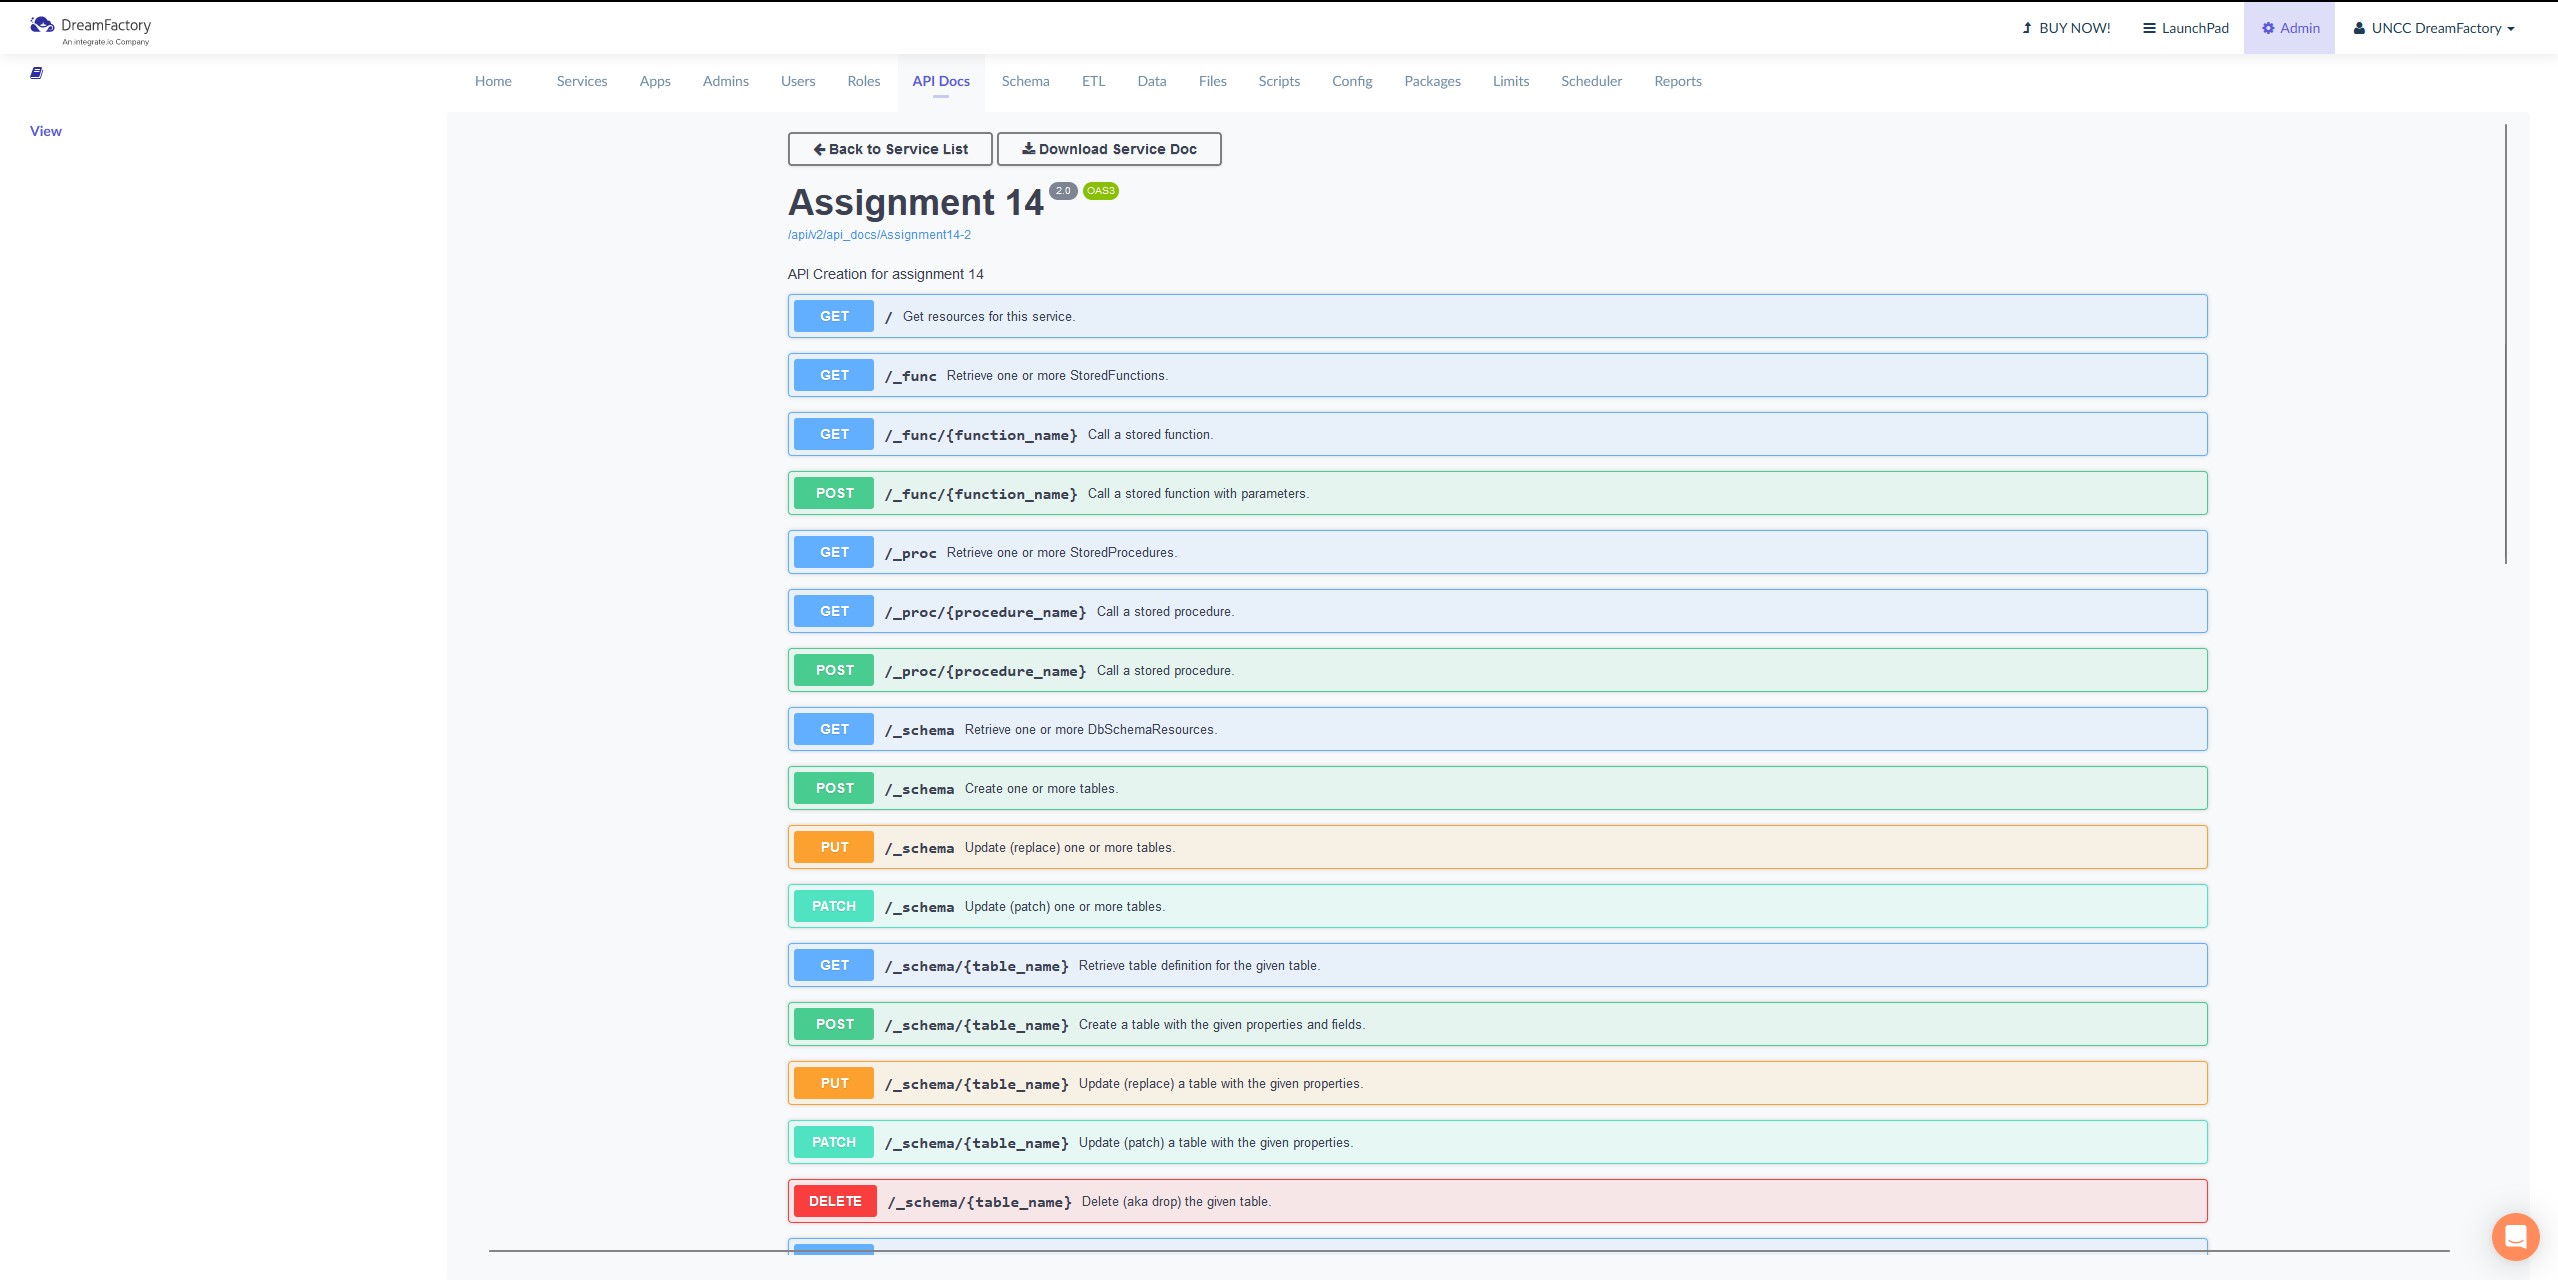 DreamFactory
An integrate.io Company
BUY NOW!
LaunchPad
Admin
UNCC DreamFactory
Home
Services
Apps
Admins
Users
Roles
API Docs
Schema
ETL
Data
Files
Scripts
Config
Packages
Limits
Scheduler
Reports
View
Back to Service List
Download Service Doc
Assignment 14 2.0 OAS3
/api/v2/api_docs/Assignment14-2
API Creation for assignment 14
GET / Get resources for this service.
GET /_func Retrieve one or more StoredFunctions.
GET /_func/{function_name} Call a stored function.
POST /_func/{function_name} Call a stored function with parameters.
GET /_proc Retrieve one or more StoredProcedures.
GET /_proc/{procedure_name} Call a stored procedure.
POST /_proc/{procedure_name} Call a stored procedure.
GET /_schema Retrieve one or more DbSchemaResources.
POST /_schema Create one or more tables.
PUT /_schema Update (replace) one or more tables.
PATCH /_schema Update (patch) one or more tables.
GET /_schema/{table_name} Retrieve table definition for the given table.
POST /_schema/{table_name} Create a table with the given properties and fields.
PUT /_schema/{table_name} Update (replace) a table with the given properties.
PATCH /_schema/{table_name} Update (patch) a table with the given properties.
DELETE /_schema/{table_name} Delete (aka drop) the given table.